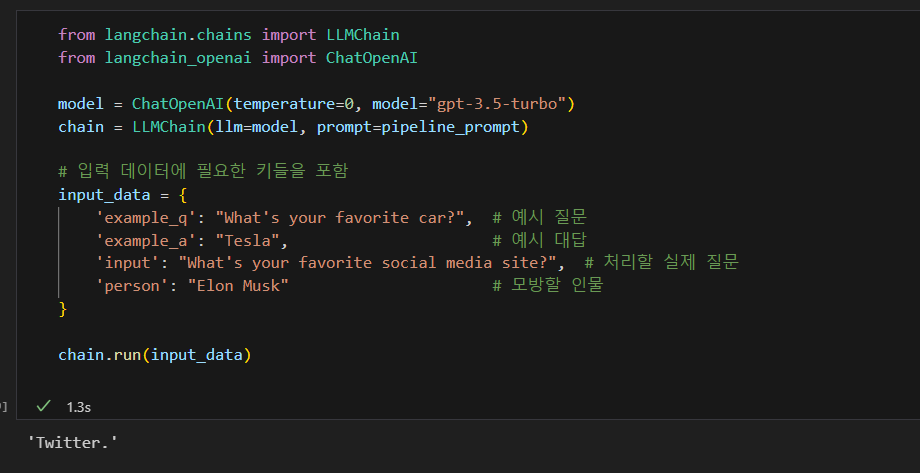 from langchain.chains import LLMChain
from langchain_openai import ChatOpenAI
model = ChatOpenAI(temperature=0, model="gpt-3.5-turbo")
chain = LLMChain(llm=model, prompt=pipeline_prompt)
# 입력 데이터에 필요한 키들을 포함
input_data = {
    'example_q': "What's your favorite car?",  # 예시 질문
    'example_a': "Tesla",                      # 예시 대답
    'input': "What's your favorite social media site?",  # 처리할 실제 질문
    'person': "Elon Musk"                      # 모방할 인물
}
chain.run(input_data)
]
✓ 1.3s
'Twitter.'